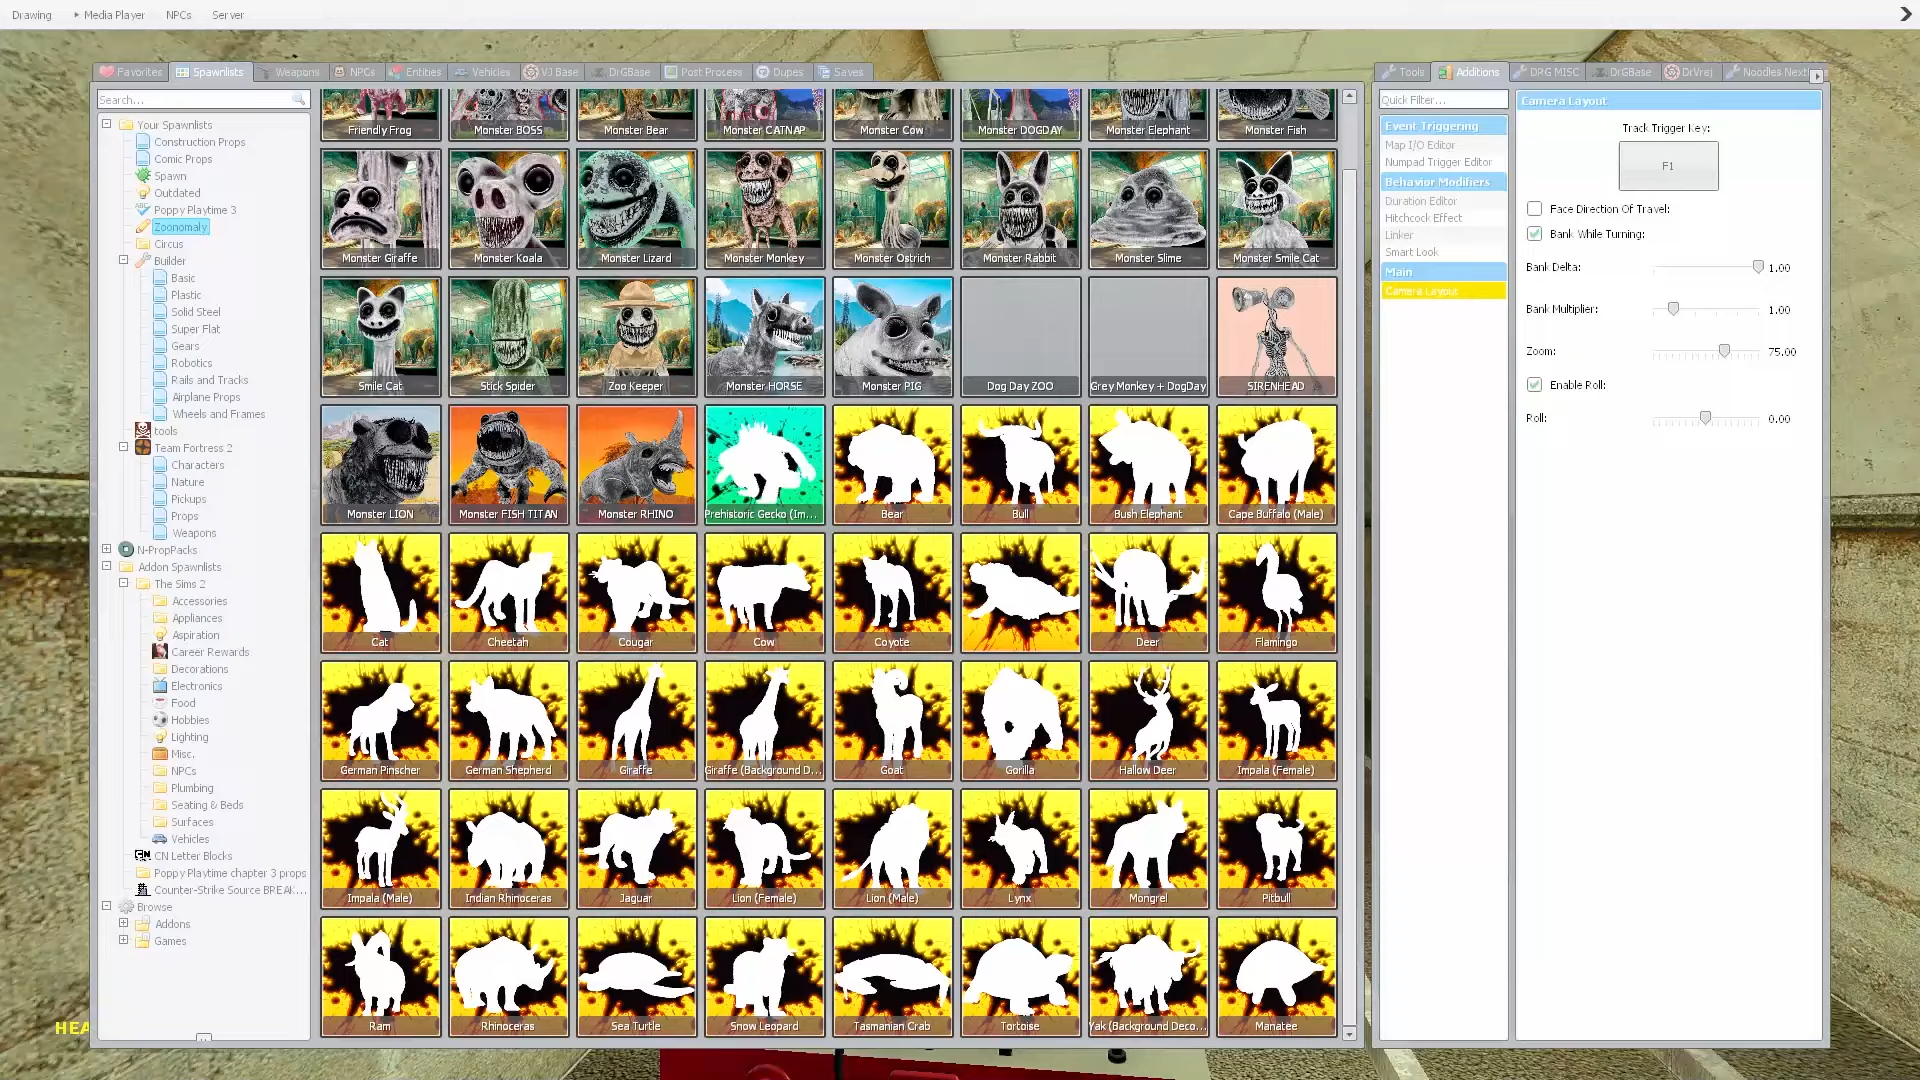 Drawing
Media Player
NPCs
Server
Favorites
Spawnlists
Weapons
NPCs
Entities
Vehicles
VJ Base
DrGBase
Post Process
Dupes
Saves
Search...
Your Spawnlists
Construction Props
Comic Props
Spawn
Outdated
Poppy Playtime 3
Zoonomaly
Circus
Builder
Basic
Plastic
Solid Steel
Super Flat
Gears
Robotics
Rails and Tracks
Airplane Props
Wheels and Frames
tools
Team Fortress 2
Characters
Nature
Pickups
Props
Weapons
N-PropPacks
Addon Spawnlists
The Sims 2
Accessories
Appliances
Aspiration
Career Rewards
Decorations
Electronics
Food
Hobbies
Lighting
Misc.
NPCs
Plumbing
Seating & Beds
Surfaces
Vehicles
CN Letter Blocks
Poppy Playtime chapter 3 props
Counter-Strike Source BREAK...
Browse
Addons
Games
Friendly Frog
Monster BOSS
Monster Bear
Monster CATNAP
Monster Cow
Monster DOGDAY
Monster Elephant
Monster Fish
Monster Giraffe
Monster Koala
Monster Lizard
Monster Monkey
Monster Ostrich
Monster Rabbit
Monster Slime
Monster Smile Cat
Smile Cat
Stick Spider
Zoo Keeper
Monster HORSE
Monster PIG
Dog Day ZOO
Grey Monkey + DogDay
SIRENHEAD
Monster LION
Monster FISH TITAN
Monster RHINO
Prehistoric Gecko (Im...
Bear
Bull
Bush Elephant
Cape Buffalo (Male)
Cat
Cheetah
Cougar
Cow
Coyote
Deer
Flamingo
German Pinscher
German Shepherd
Giraffe
Giraffe (Background D...
Goat
Gorilla
Hallow Deer
Impala (Female)
Impala (Male)
Indian Rhinoceras
Jaguar
Lion (Female)
Lion (Male)
Lynx
Mongrel
Pitbull
Ram
Rhinoceras
Sea Turtle
Snow Leopard
Tasmanian Crab
Tortoise
Yak (Background Deco...
Manatee
HEA
Tools
Additions
DRG MISC
DrGBase
DrVrej
Noodles Next
Quick Filter...
Event Triggering
Map I/O Editor
Numpad Trigger Editor
Behavior Modifiers
Duration Editor
Hitchcock Effect
Linker
Smart Look
Main
Camera Layout
Camera Layout
Track Trigger Key:
F1
Face Direction Of Travel:
Bank While Turning:
Bank Delta: 1.00
Bank Multiplier: 1.00
Zoom: 75.00
Enable Roll:
Roll: 0.00